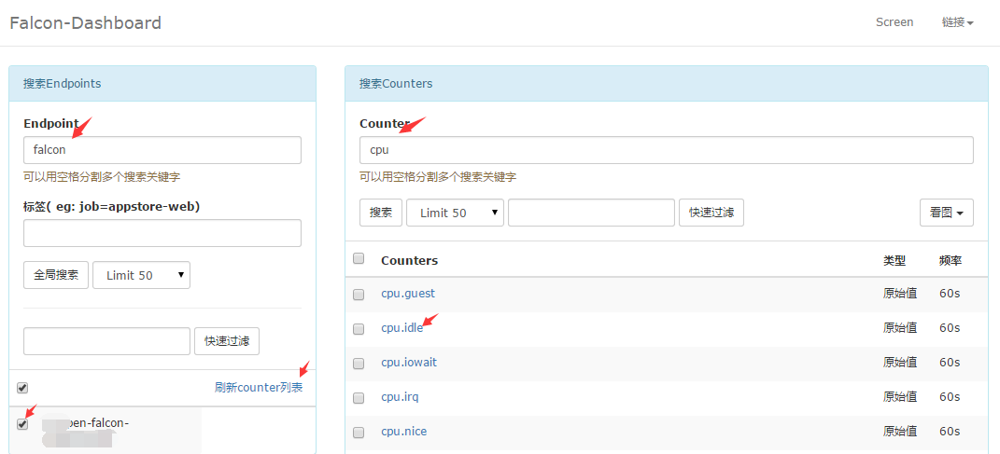 Falcon-Dashboard
Screen
链接
搜索Endpoints
Endpoint
falcon
可以用空格分割多个搜索关键字
标签( eg: job=appstore-web)
全局搜索
Limit 50
快速过滤
刷新counter列表
pen-falcon-
搜索Counters
Counter
cpu
可以用空格分割多个搜索关键字
搜索 Limit 50 快速过滤 看图
Counters 类型 频率
cpu.guest 原始值 60s
cpu.idle 原始值 60s
cpu.iowait 原始值 60s
cpu.irq 原始值 60s
cpu.nice 原始值 60s